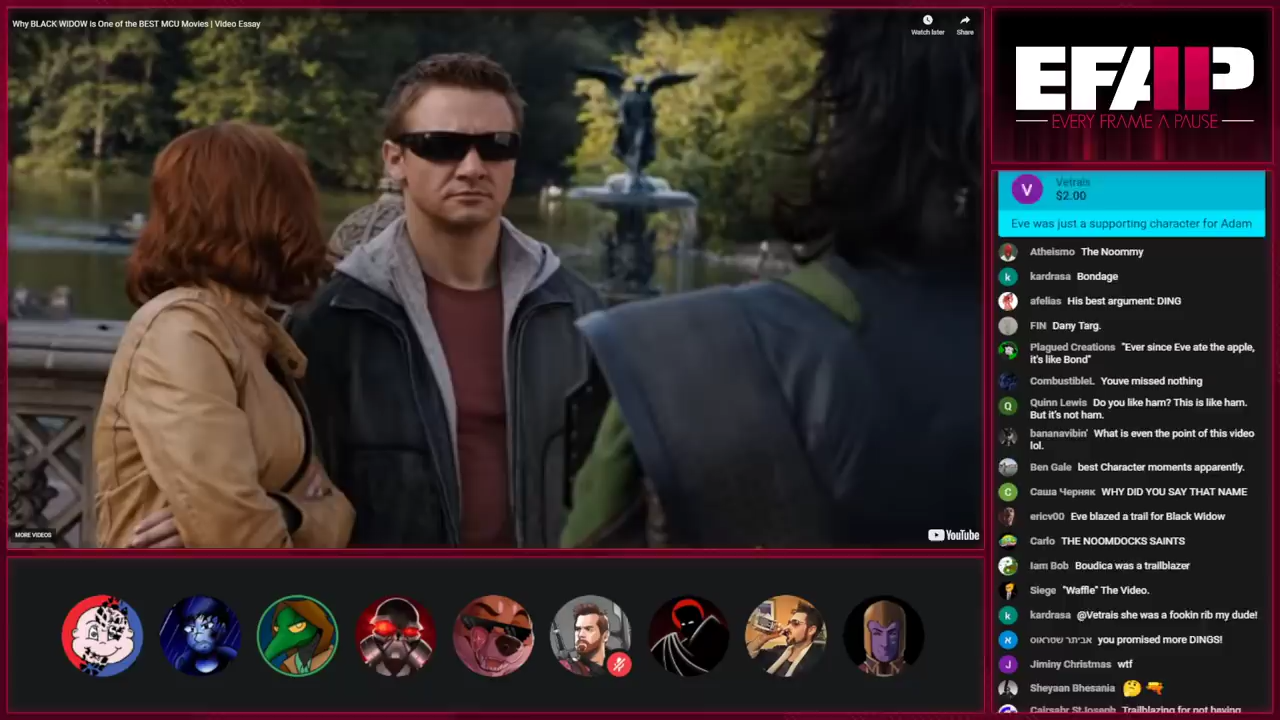 Why BLACK WIDOW is One of the BEST MCU Movies | Video Essay
Watch later
Share
MORE VIDEOS
YouTube
EFAP
EVERY FRAME A PAUSE
V
Vetrais
$2.00
Eve was just a supporting character for Adam
Atheismo The Noommy
k
kardrasa Bondage
afelias His best argument: DING
FIN Dany Targ.
Plagued Creations "Ever since Eve ate the apple,
it's like Bond"
CombustibleL Youve missed nothing
Q
Quinn Lewis Do you like ham? This is like ham.
But it's not ham.
bananavibin' What is even the point of this video
lol.
Ben Gale best Character moments apparently.
С
Саша Черняк WHY DID YOU SAY THAT NAME
ericv00 Eve blazed a trail for Black Widow
Carlo THE NOOMDOCKS SAINTS
Iam Bob Boudica was a trailblazer
Siege "Waffle" The Video.
k
kardrasa @Vetrais she was a fookin rib my dude!
א
אביתר שטראוס you promised more DINGS!
J
Jiminy Christmas wtf
Sheyaan Bhesania 🤔 🔫
Cairsahr StJoseph Trailblazing for not having